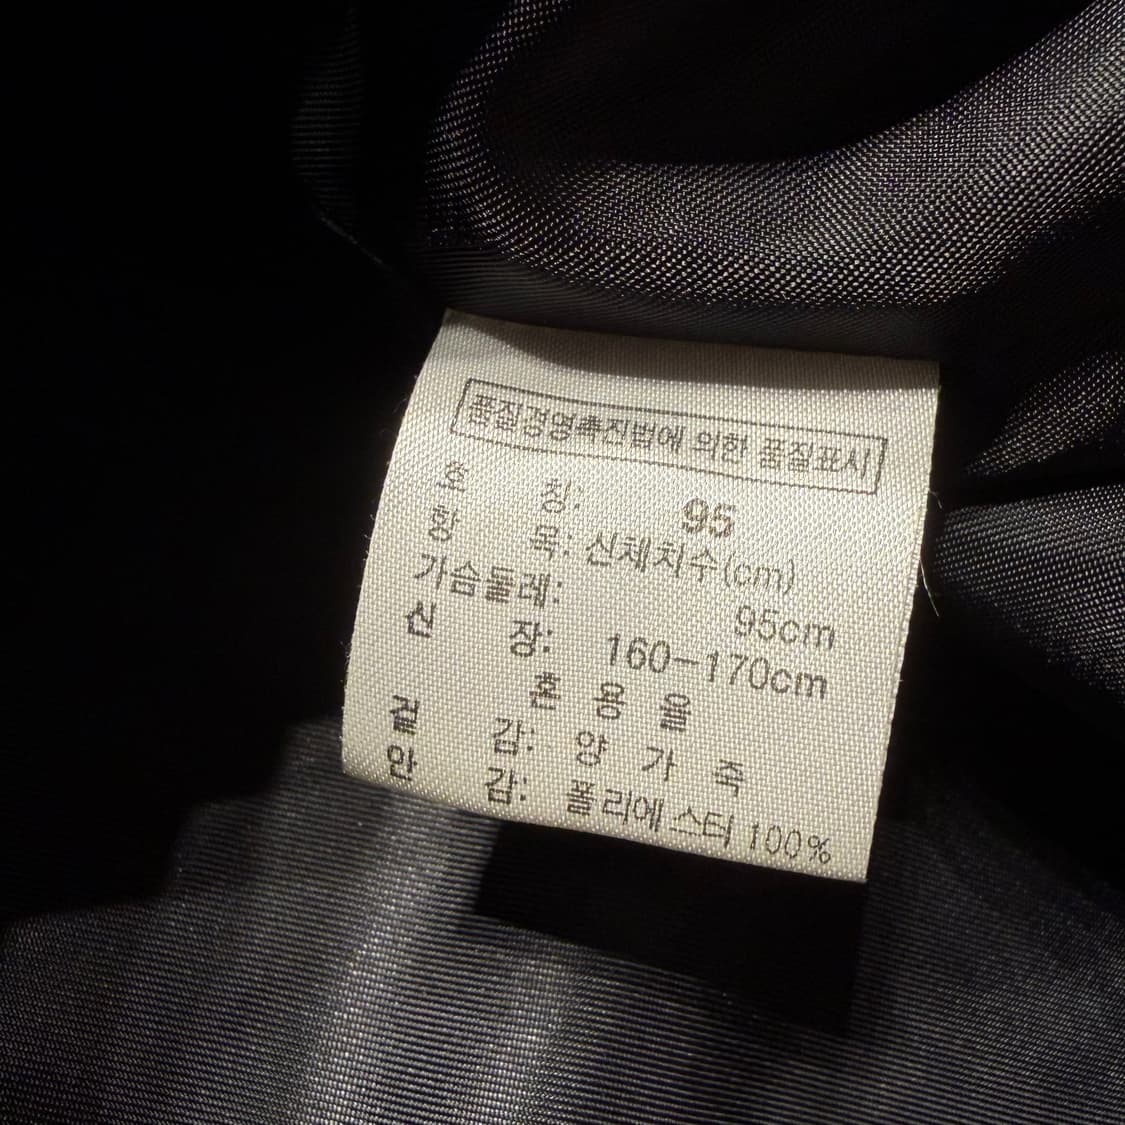 품질경영촉진법에 의한 품질표시
호 칭: 95
항 목: 신체치수(cm)
가슴둘레: 95cm
신 장: 160-170cm
혼 용 율
겉 감: 양 가 죽
안 감: 폴리에스터 100%